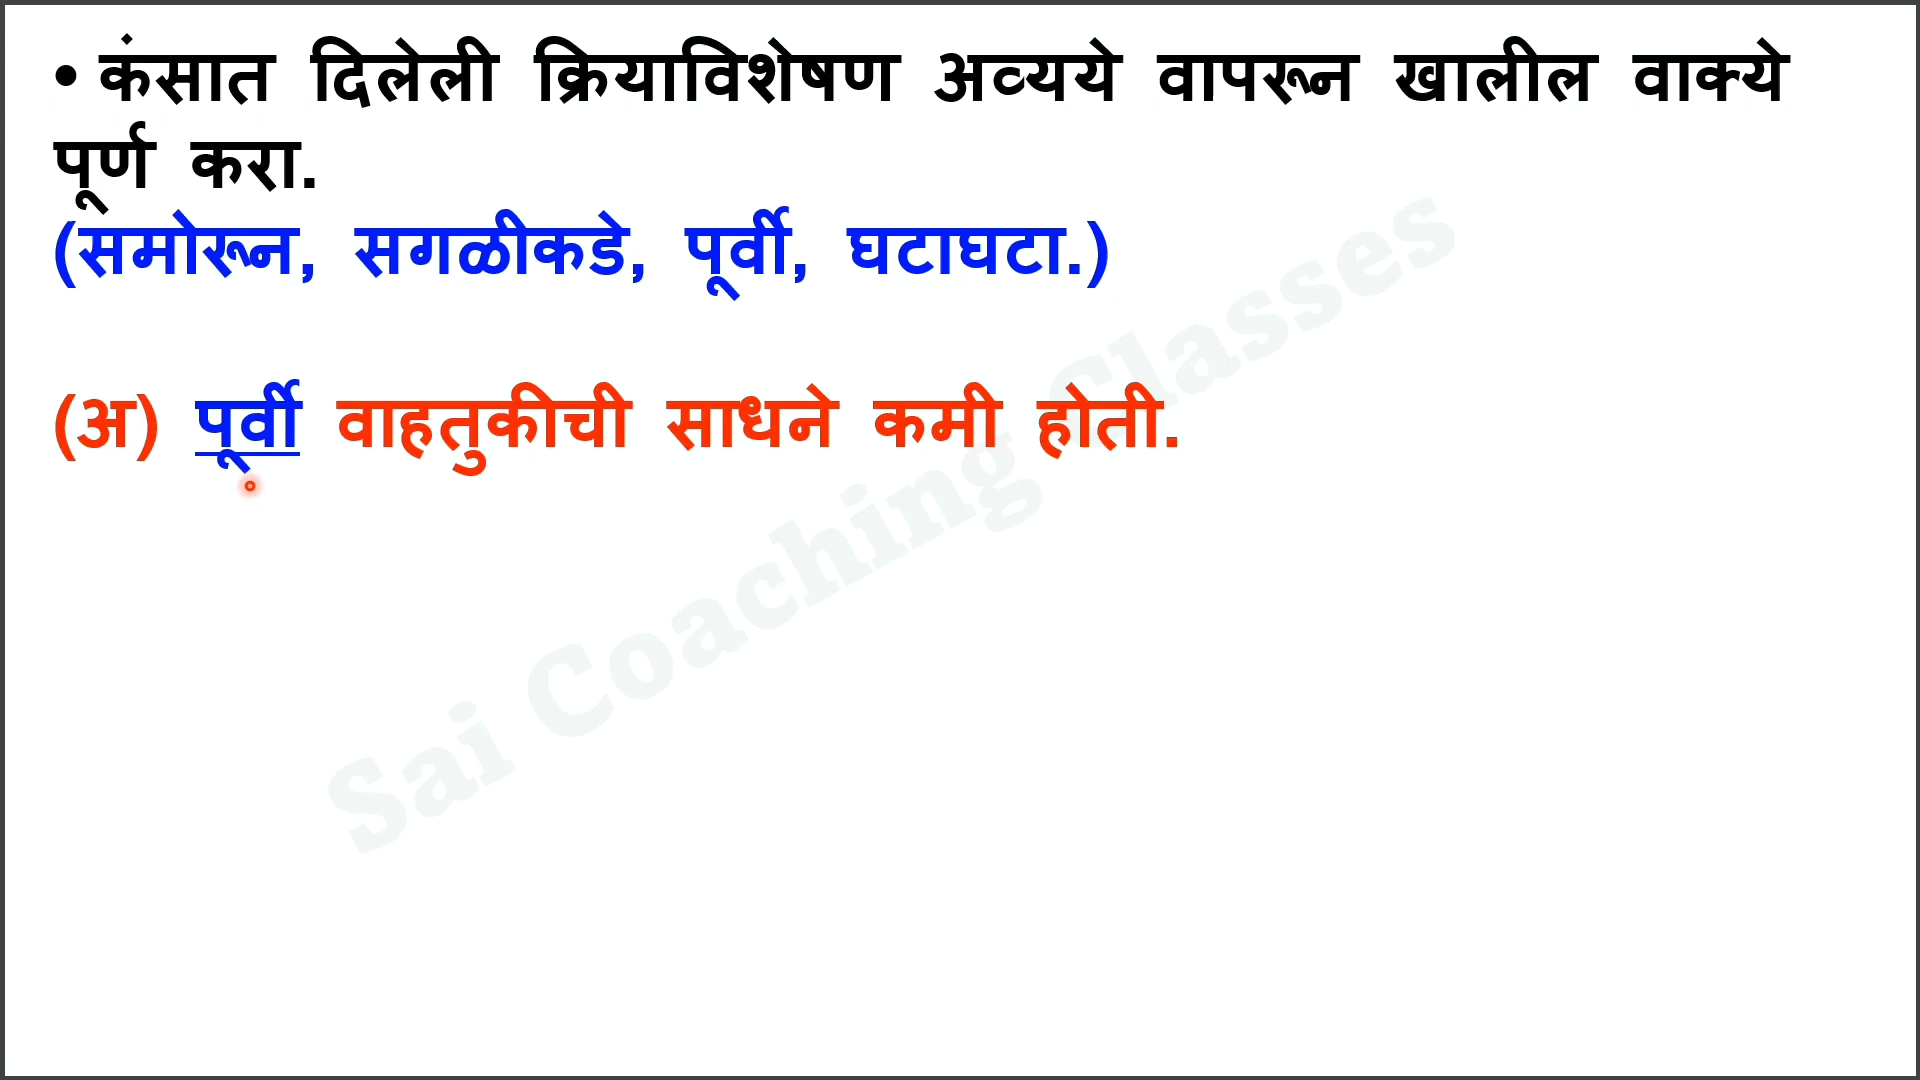 • कंसात दिलेली क्रियाविशेषण अव्यये वापरून खालील वाक्ये
पूर्ण करा.
(समोरून, सगळीकडे, पूर्वी, घटाघटा.)
(अ) पूर्वी वाहतुकीची साधने कमी होती.
Sai Coaching Classes